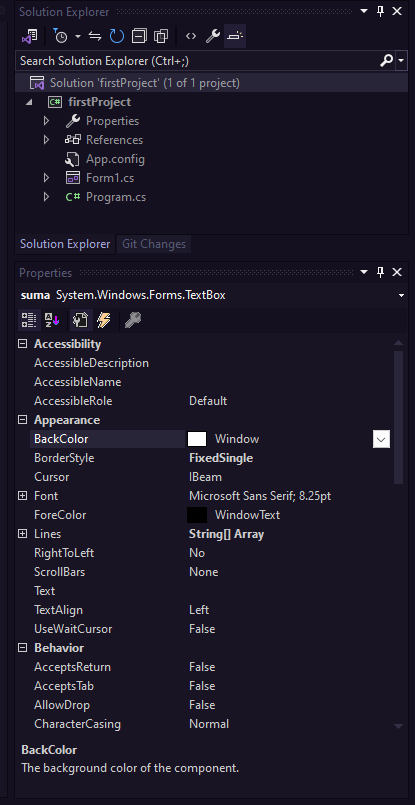 Solution Explorer
Search Solution Explorer (Ctrl+;)
Solution 'firstProject' (1 of 1 project)
C# firstProject
Properties
References
App.config
Form1.cs
C# Program.cs
Solution Explorer Git Changes
Properties
suma System.Windows.Forms.TextBox
Accessibility
AccessibleDescription
AccessibleName
AccessibleRole Default
Appearance
BackColor Window
BorderStyle FixedSingle
Cursor IBeam
Font Microsoft Sans Serif; 8.25pt
ForeColor WindowText
Lines String[] Array
RightToLeft No
ScrollBars None
Text
TextAlign Left
UseWaitCursor False
Behavior
AcceptsReturn False
AcceptsTab False
AllowDrop False
CharacterCasing Normal
BackColor
The background color of the component.